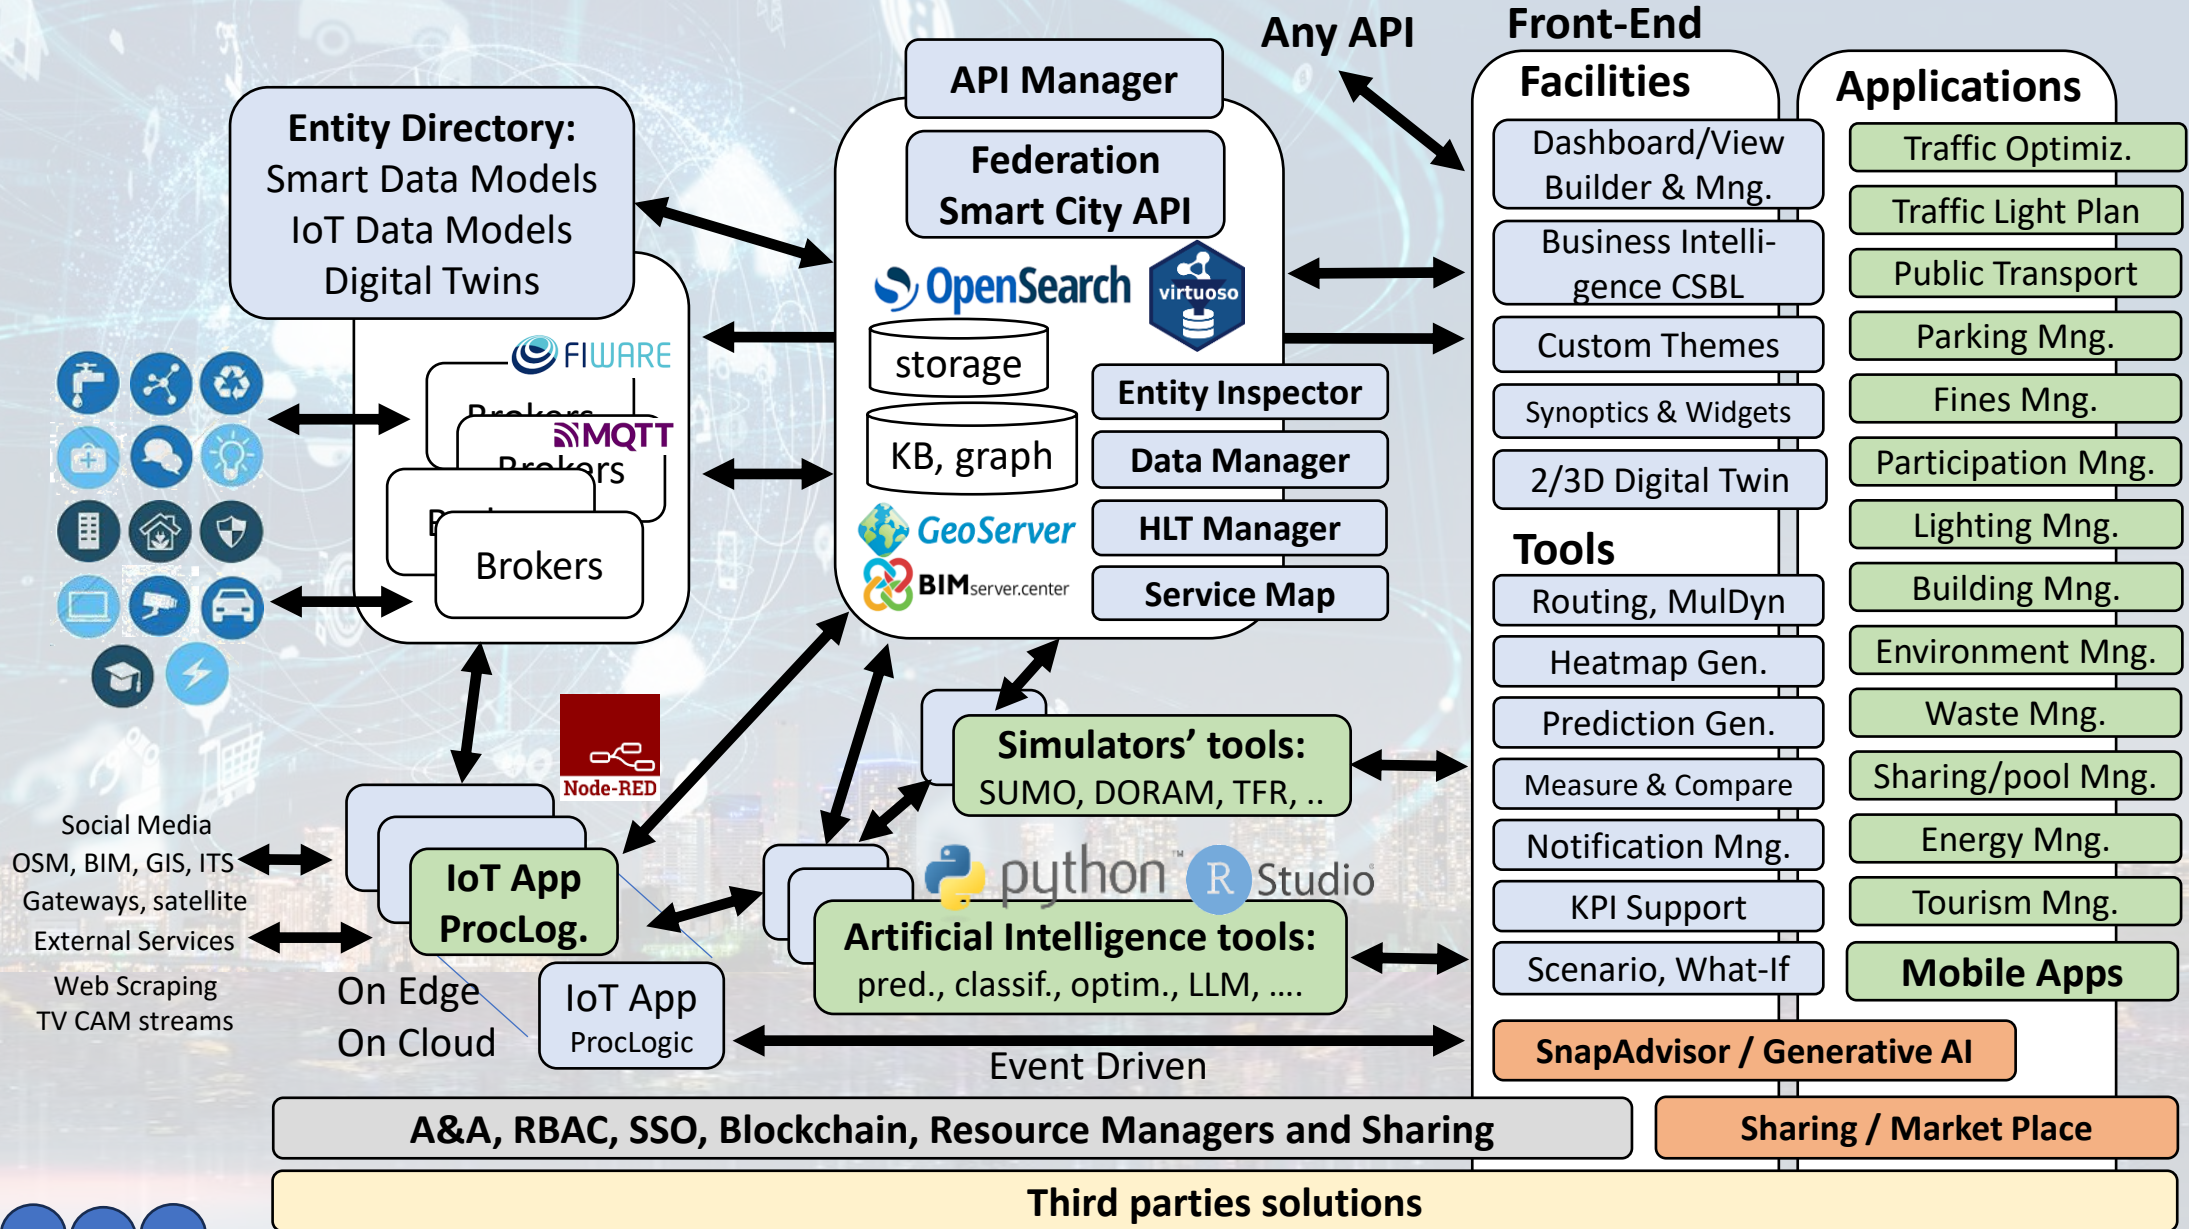 Any API
Front-End
API Manager
Federation
Smart City API
Entity Directory:
Smart Data Models
IoT Data Models
Digital Twins
OpenSearch
virtuoso
storage
KB, graph
Entity Inspector
Data Manager
HLT Manager
Service Map
GeoServer
BIMserver.center
FIWARE
Brokers
MQTT
Brokers
Brokers
Node-RED
Social Media
OSM, BIM, GIS, ITS
Gateways, satellite
External Services
Web Scraping
TV CAM streams
IoT App
ProcLog.
On Edge
On Cloud
IoT App
ProcLogic
Simulators' tools:
SUMO, DORAM, TFR, ..
python™
R Studio
Artificial Intelligence tools:
pred., classif., optim., LLM, ....
Event Driven
Facilities
Dashboard/View
Builder & Mng.
Business Intelli-
gence CSBL
Custom Themes
Synoptics & Widgets
2/3D Digital Twin
Tools
Routing, MulDyn
Heatmap Gen.
Prediction Gen.
Measure & Compare
Notification Mng.
KPI Support
Scenario, What-If
Applications
Traffic Optimiz.
Traffic Light Plan
Public Transport
Parking Mng.
Fines Mng.
Participation Mng.
Lighting Mng.
Building Mng.
Environment Mng.
Waste Mng.
Sharing/pool Mng.
Energy Mng.
Tourism Mng.
Mobile Apps
SnapAdvisor / Generative AI
A&A, RBAC, SSO, Blockchain, Resource Managers and Sharing
Sharing / Market Place
Third parties solutions